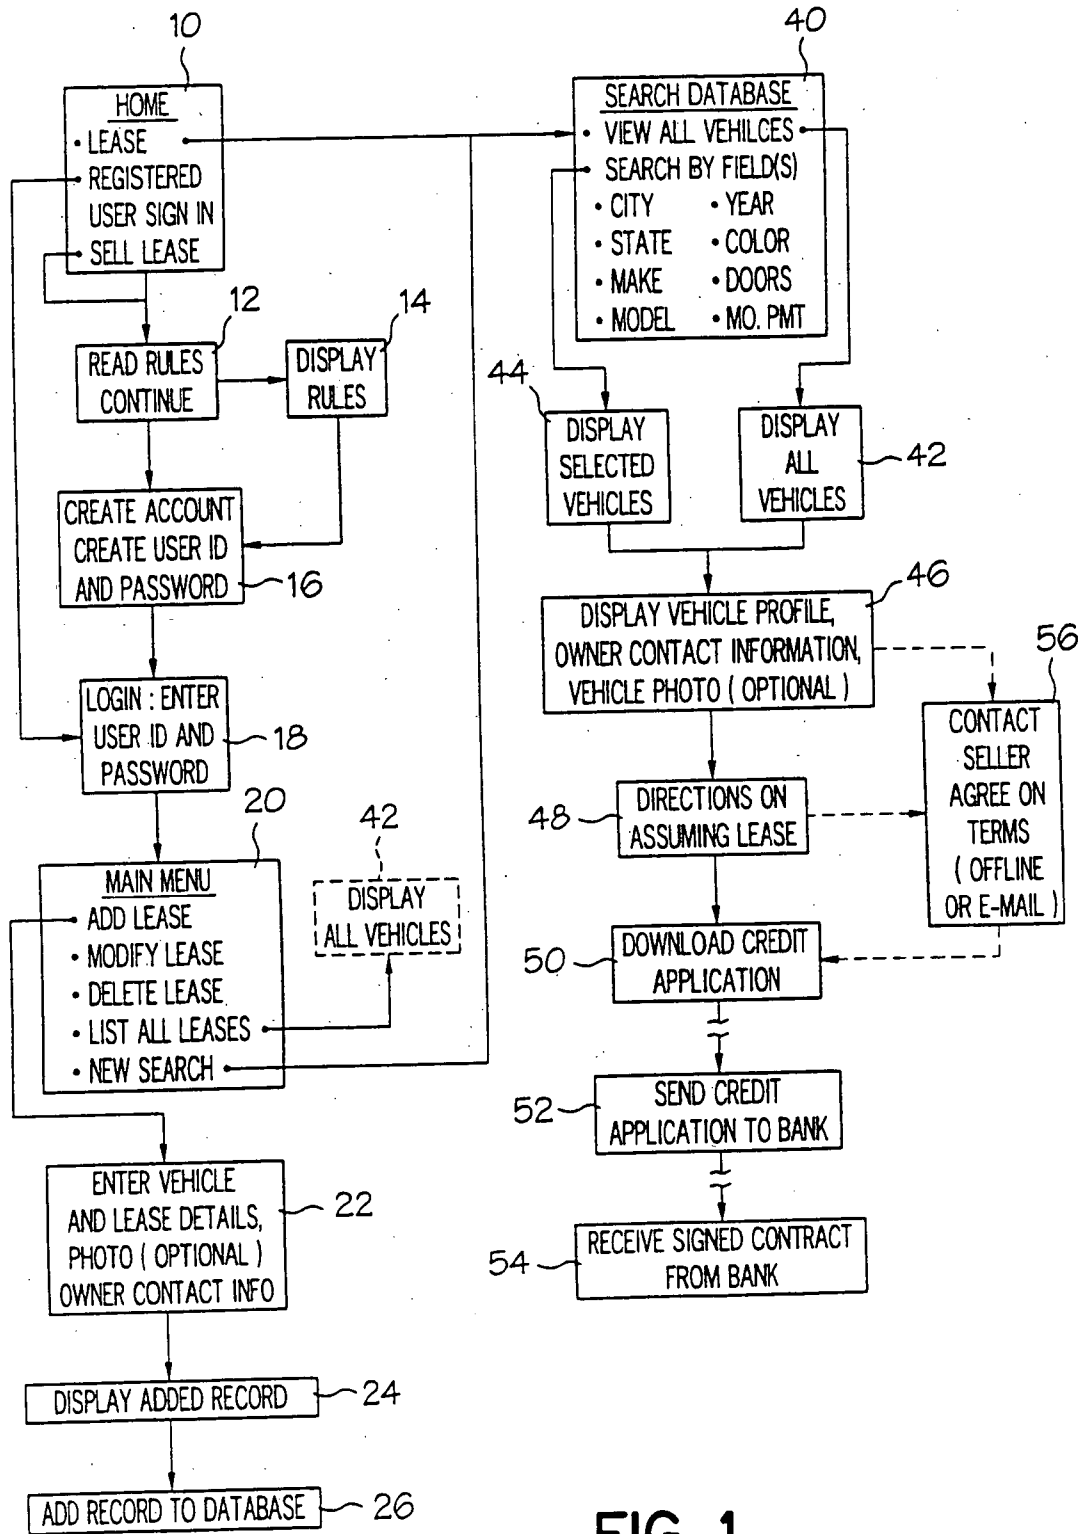 10
HOME
• LEASE
• REGISTERED
USER SIGN IN
• SELL LEASE
12
READ RULES
CONTINUE
14
DISPLAY
RULES
CREATE ACCOUNT
CREATE USER ID
AND PASSWORD
16
LOGIN : ENTER
USER ID AND
PASSWORD
18
20
MAIN MENU
• ADD LEASE
• MODIFY LEASE
• DELETE LEASE
• LIST ALL LEASES
• NEW SEARCH
42
DISPLAY
ALL VEHICLES
ENTER VEHICLE
AND LEASE DETAILS,
PHOTO ( OPTIONAL )
OWNER CONTACT INFO
22
DISPLAY ADDED RECORD
24
ADD RECORD TO DATABASE
26
40
SEARCH DATABASE
• VIEW ALL VEHILCES
• SEARCH BY FIELD(S)
• CITY • YEAR
• STATE • COLOR
• MAKE • DOORS
• MODEL • MO. PMT
44
DISPLAY
SELECTED
VEHICLES
DISPLAY
ALL
VEHICLES
42
46
DISPLAY VEHICLE PROFILE,
OWNER CONTACT INFORMATION,
VEHICLE PHOTO ( OPTIONAL )
56
CONTACT
SELLER
AGREE ON
TERMS
( OFFLINE
OR E-MAIL )
48
DIRECTIONS ON
ASSUMING LEASE
50
DOWNLOAD CREDIT
APPLICATION
52
SEND CREDIT
APPLICATION TO BANK
54
RECEIVE SIGNED CONTRACT
FROM BANK
FIG. 1